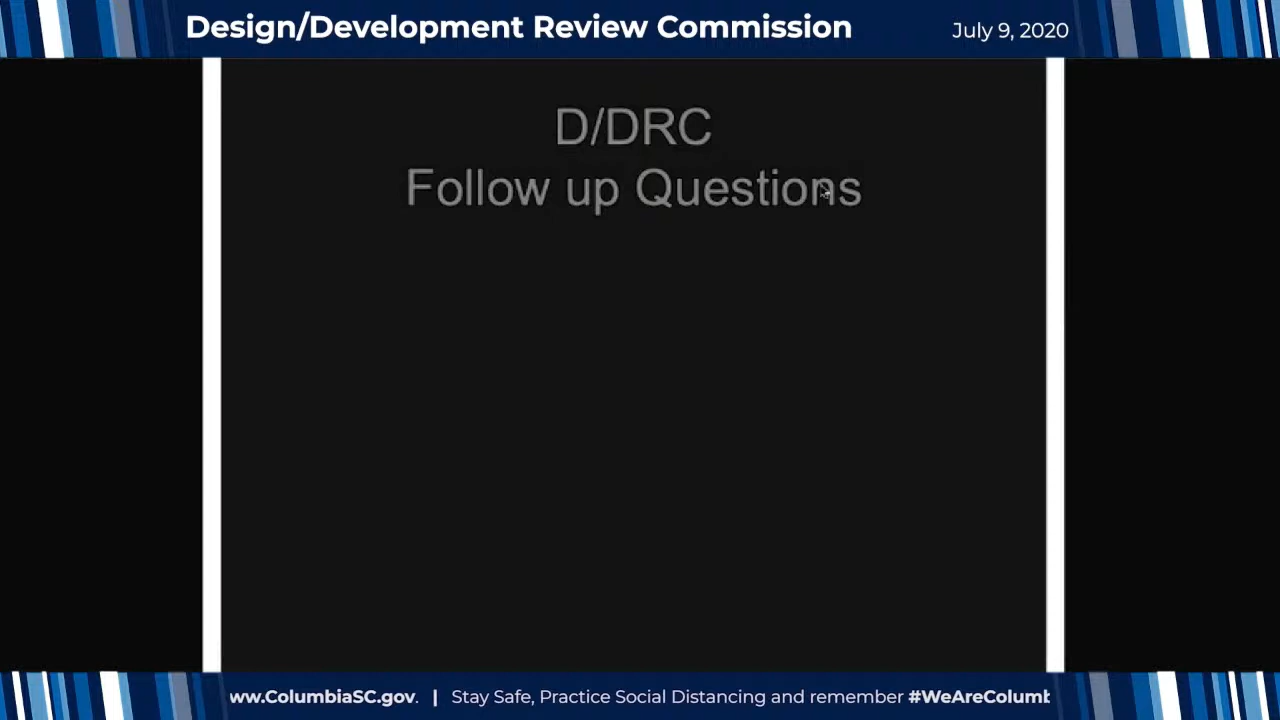 Design/Development Review Commission
July 9, 2020
D/DRC
Follow up Questions
ww.ColumbiaSC.gov. | Stay Safe, Practice Social Distancing and remember #WeAreColumb